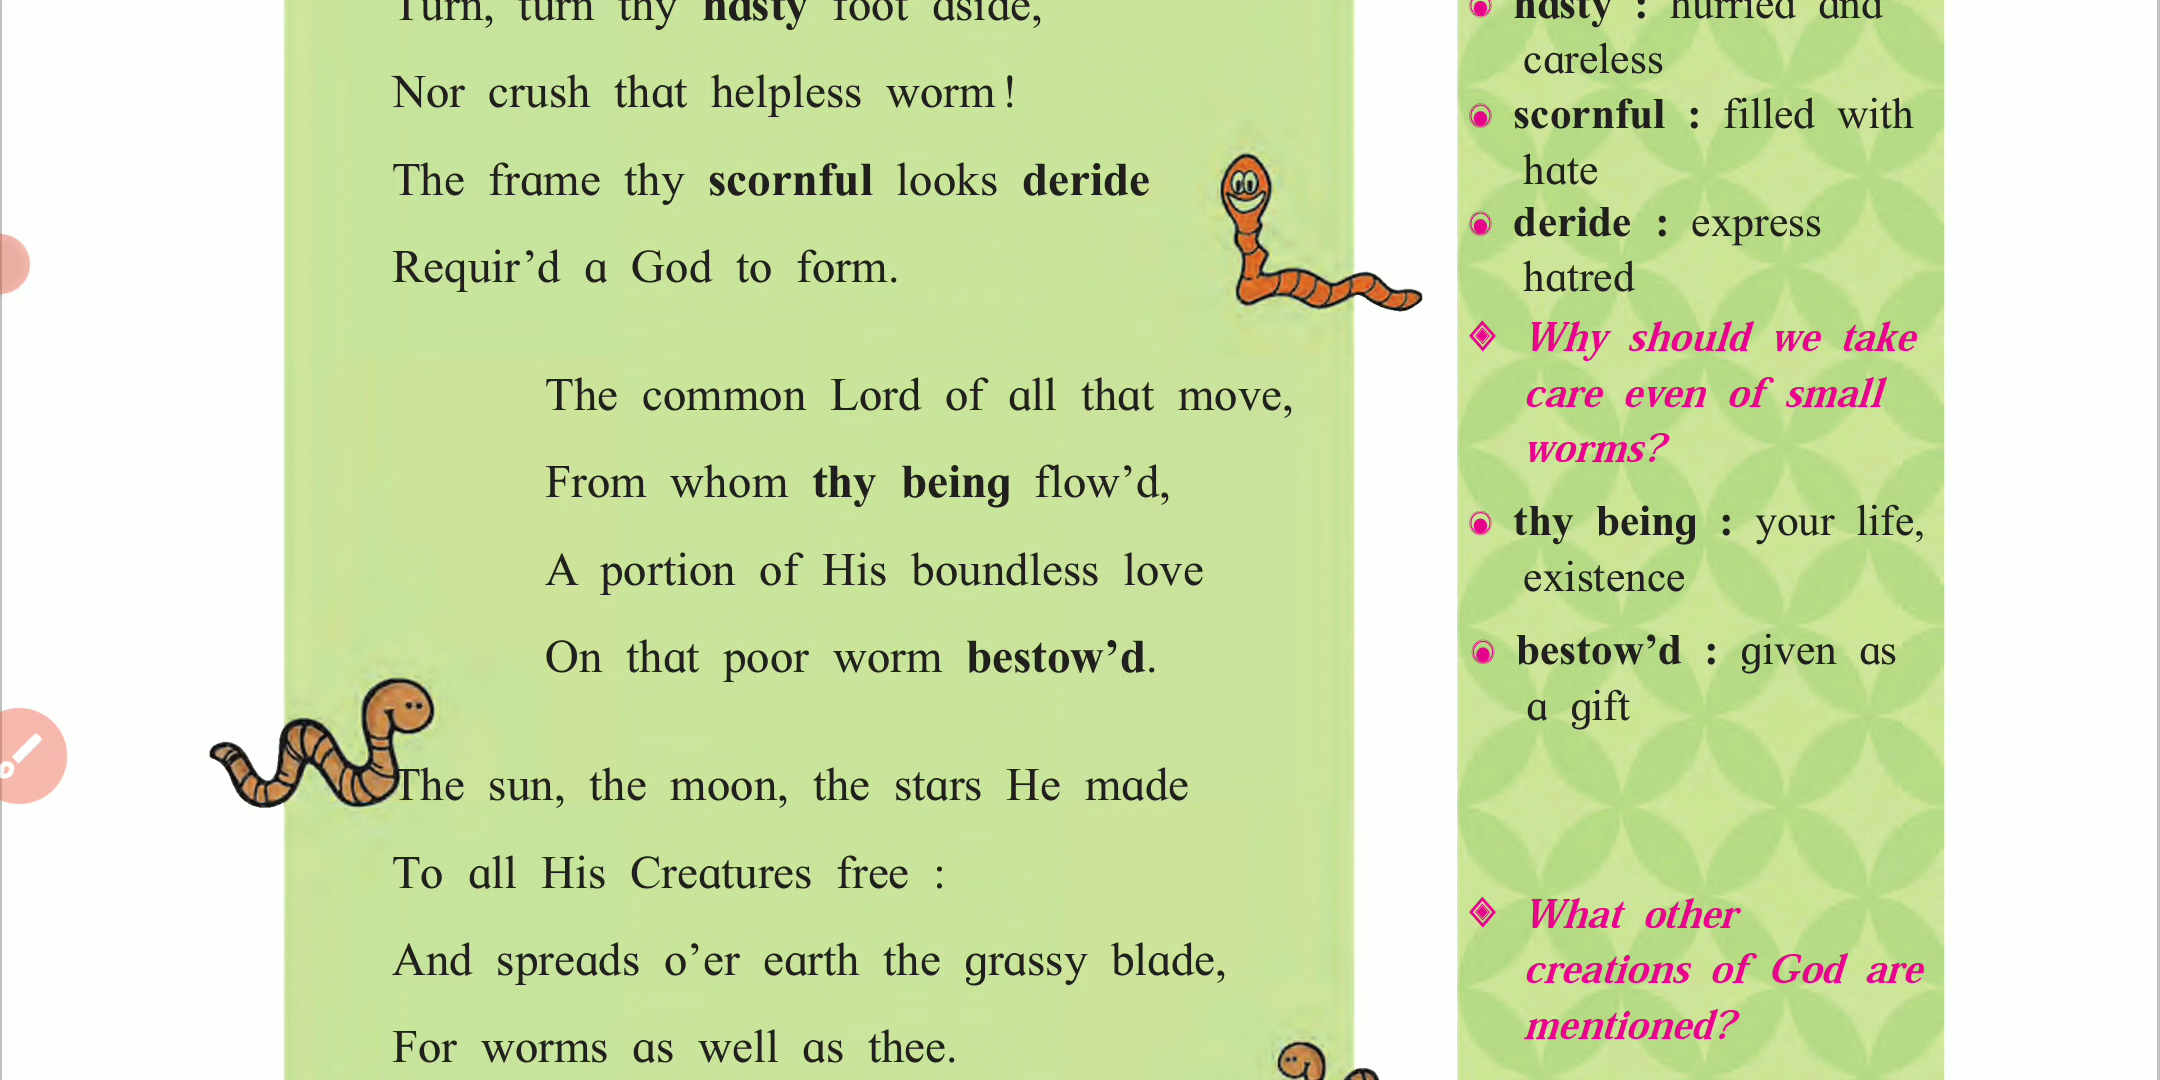 Turn, turn thy hasty foot aside,
Nor crush that helpless worm !
The frame thy scornful looks deride
Requir’d a God to form.
The common Lord of all that move,
From whom thy being flow’d,
A portion of His boundless love
On that poor worm bestow’d.
The sun, the moon, the stars He made
To all His Creatures free :
And spreads o’er earth the grassy blade,
For worms as well as thee.
hasty : hurried and
careless
scornful : filled with
hate
deride : express
hatred
Why should we take
care even of small
worms?
thy being : your life,
existence
bestow’d : given as
a gift
What other
creations of God are
mentioned?